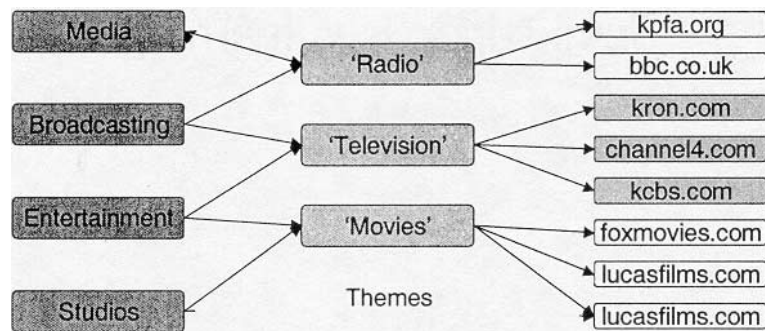 Media
Broadcasting
Entertainment
Studios
'Radio'
'Television'
'Movies'
Themes
kpfa.org
bbc.co.uk
kron.com
channel4.com
kcbs.com
foxmovies.com
lucasfilms.com
lucasfilms.com